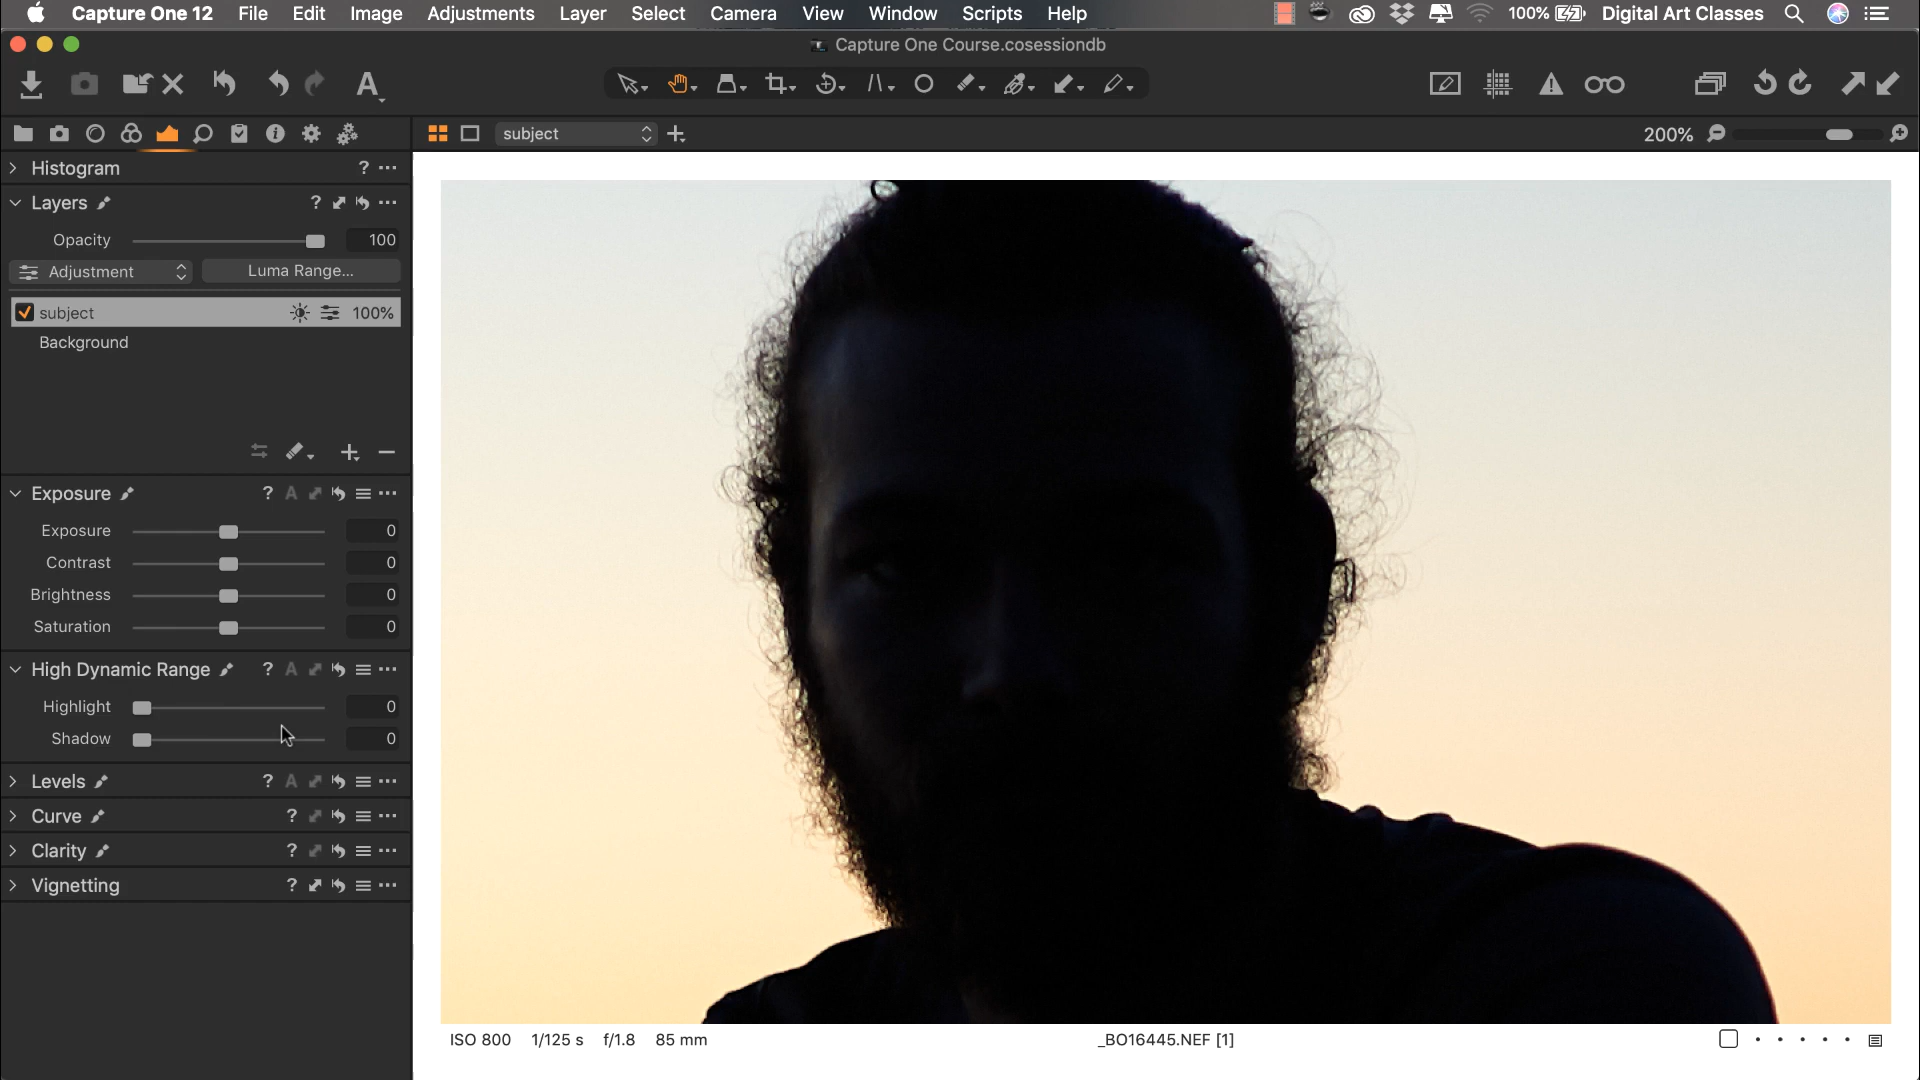 Capture One 12 File Edit Image Adjustments Layer Select Camera View Window Scripts Help 100% Digital Art Classes
Capture One Course.cosessiondb
A
subject 200%
Histogram ? ...
Layers ? ...
Opacity 100
Adjustment Luma Range...
subject 100%
Background
Exposure ? A ...
Exposure 0
Contrast 0
Brightness 0
Saturation 0
High Dynamic Range ? A ...
Highlight 0
Shadow 0
Levels ? A ...
Curve ? ...
Clarity ? ...
Vignetting ? ...
ISO 800 1/125 s f/1.8 85 mm _BO16445.NEF [1]